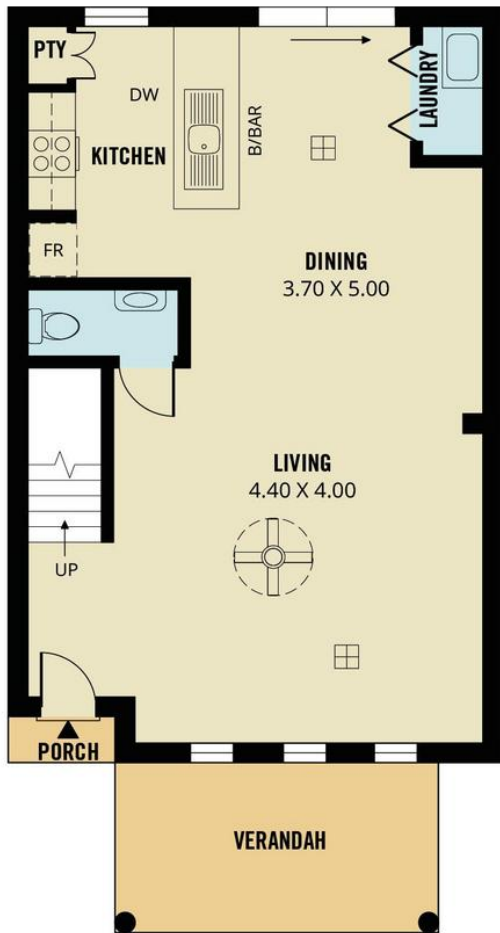 PTY
DW
KITCHEN
B/BAR
LAUNDRY
FR
DINING
3.70 X 5.00
LIVING
4.40 X 4.00
UP
PORCH
VERANDAH